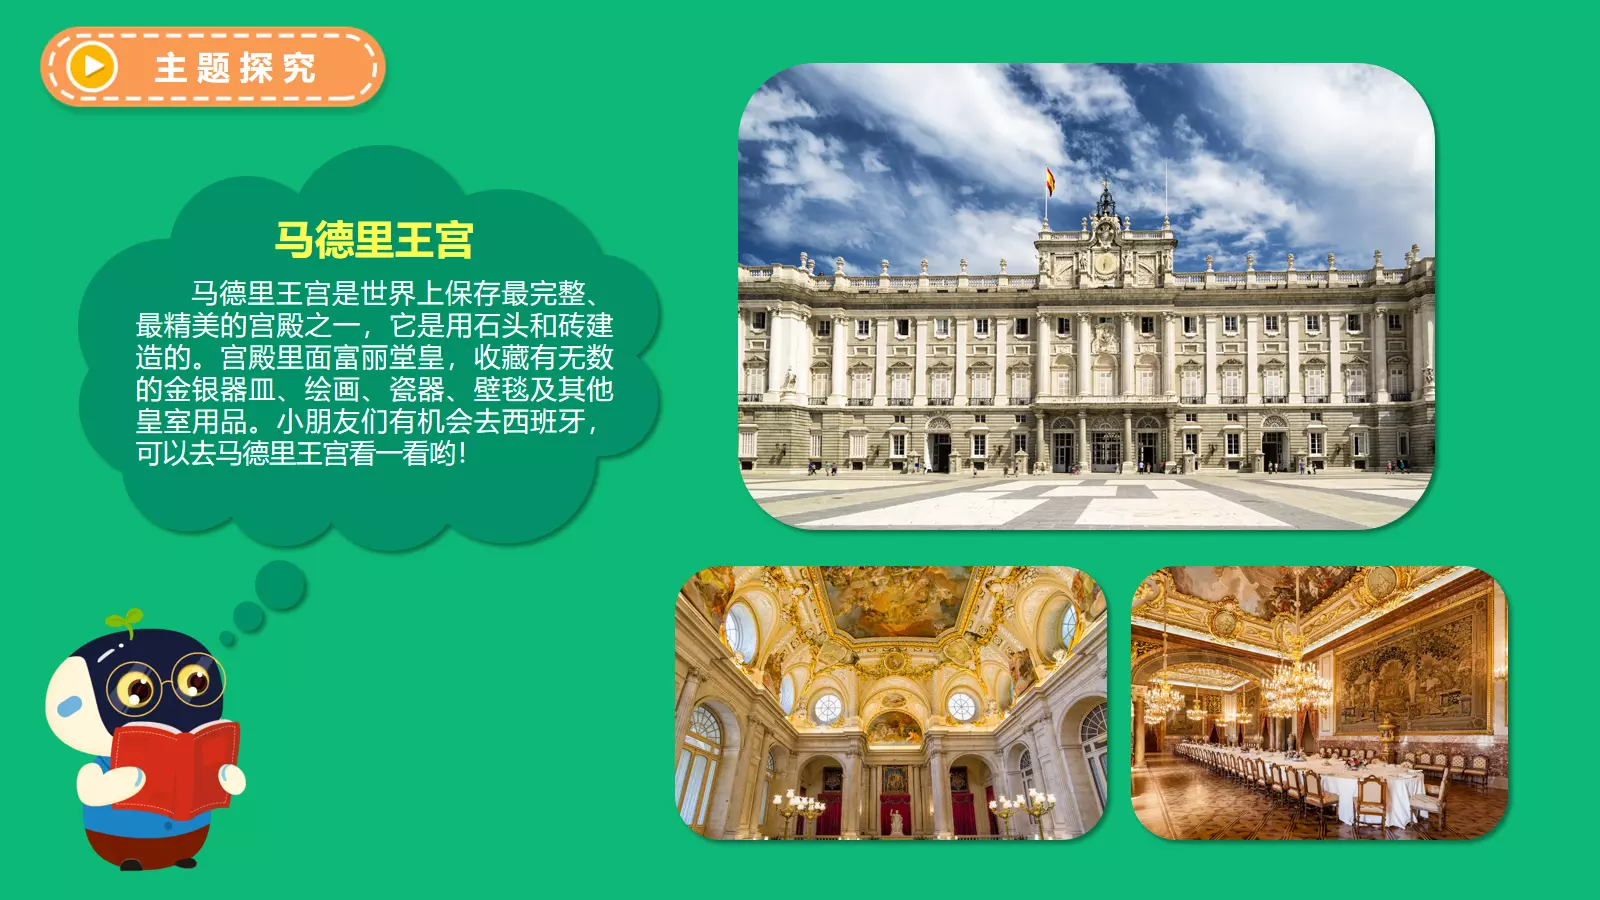 主题探究
马德里王宫
马德里王宫是世界上保存最完整、
最精美的宫殿之一，它是用石头和砖建
造的。宫殿里面富丽堂皇，收藏有无数
的金银器皿、绘画、瓷器、壁毯及其他
皇室用品。小朋友们有机会去西班牙，
可以去马德里王宫看一看哟！